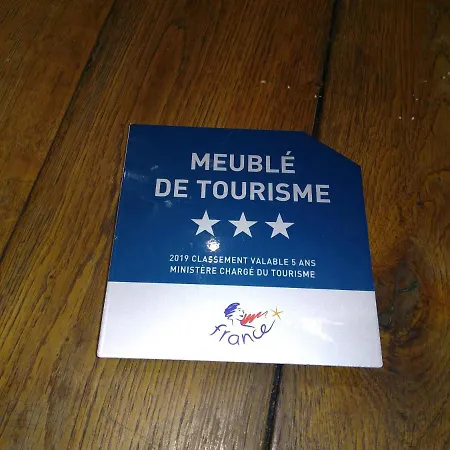 MEUBLÉ
DE TOURISME
2019 CLASSEMENT VALABLE 5 ANS
MINISTÈRE CHARGÉ DU TOURISME
france